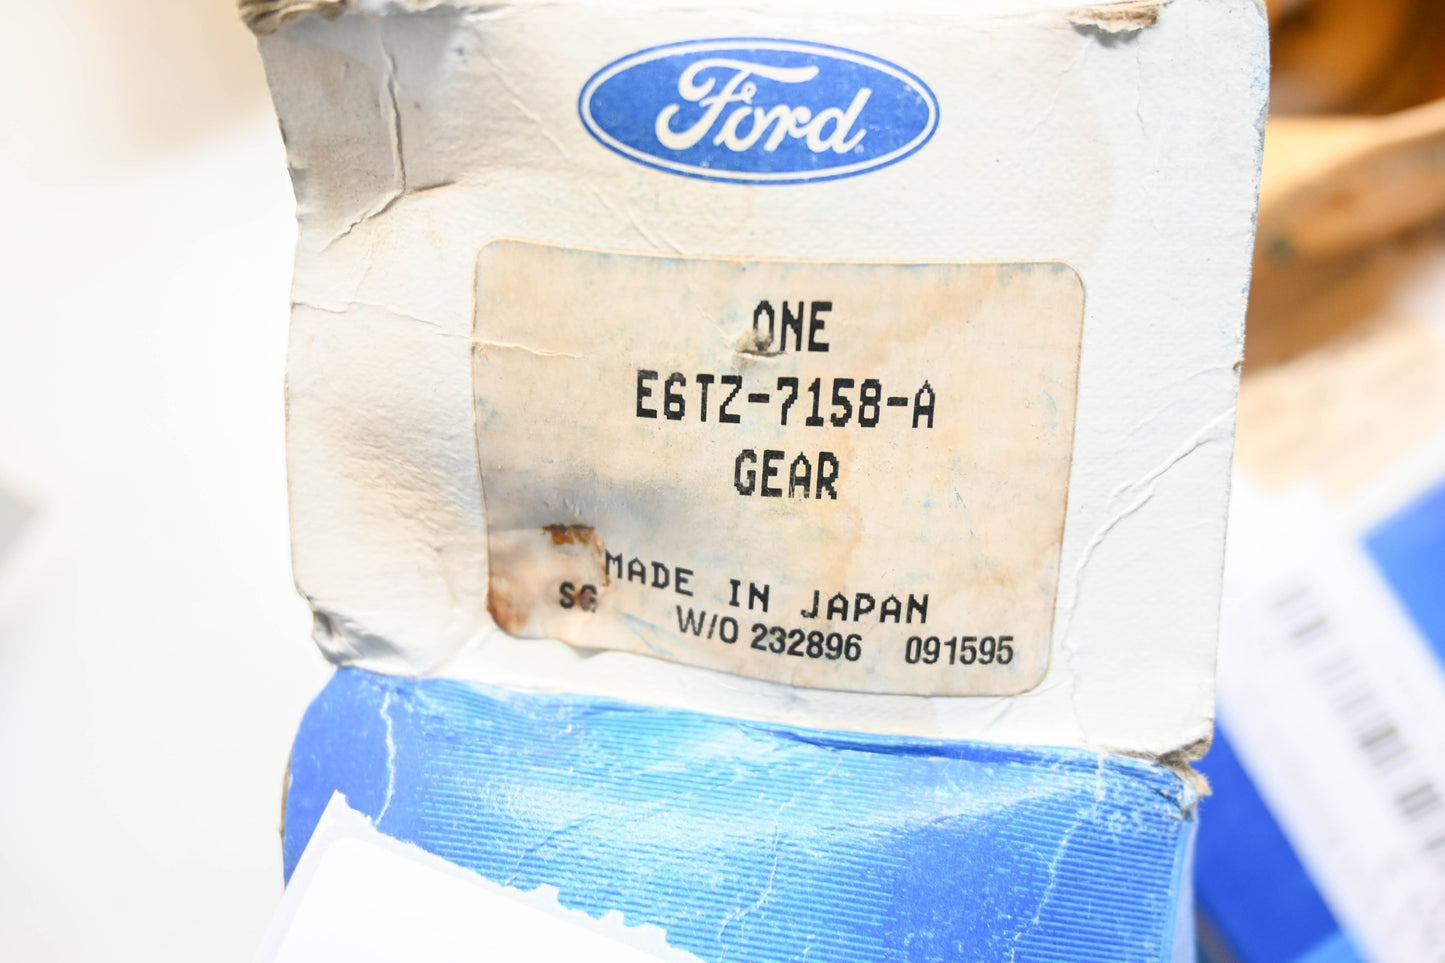 Ford
ONE
E6TZ-7158-A
GEAR
MADE IN JAPAN
SG
W/O 232896 091595